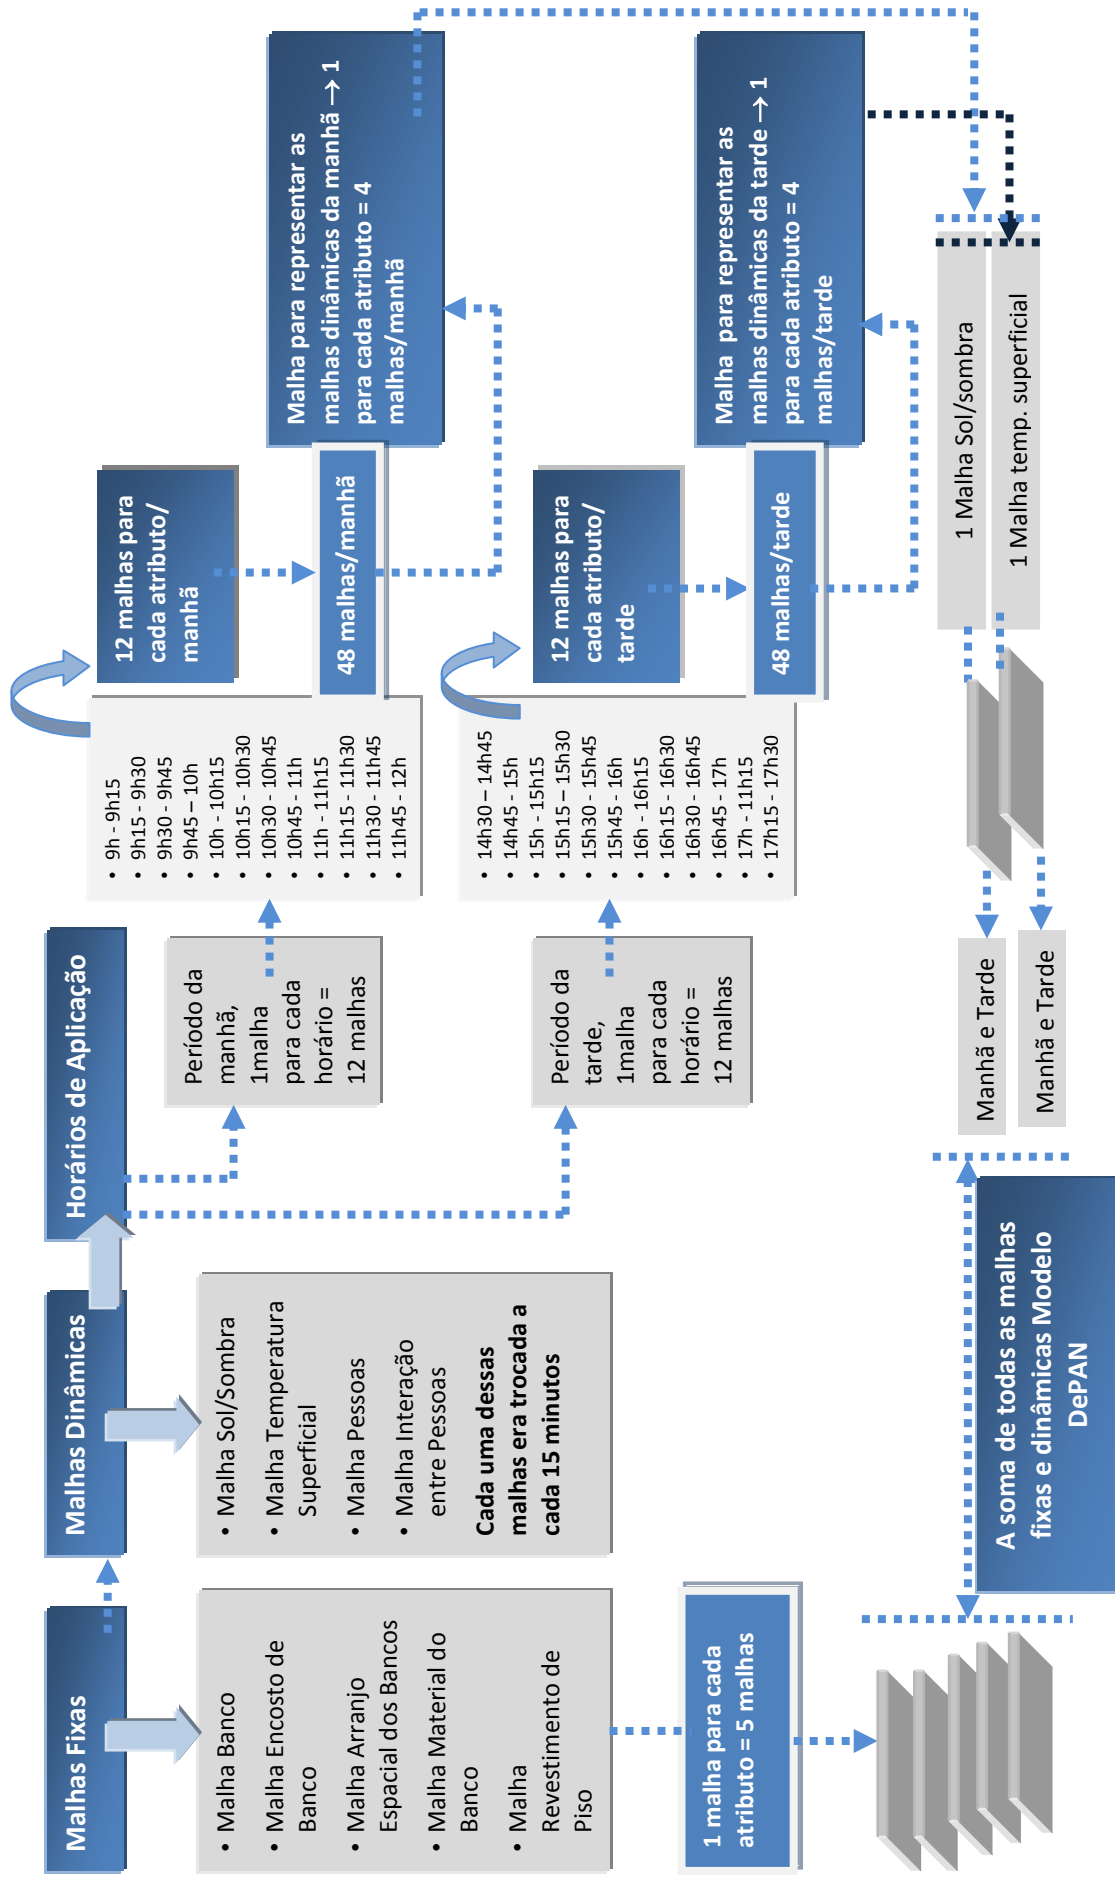 Malhas Fixas
• Malha Banco
• Malha Encosto de
Banco
• Malha Arranjo
Espacial dos Bancos
• Malha Material do
Banco
• Malha
Revestimento de
Piso
1 malha para cada
atributo = 5 malhas
Malhas Dinâmicas
• Malha Sol/Sombra
• Malha Temperatura
Superficial
• Malha Pessoas
• Malha Interação
entre Pessoas
Cada uma dessas
malhas era trocada a
cada 15 minutos
Horários de Aplicação
Período da
manhã,
1malha
para cada
horário =
12 malhas
• 9h - 9h15
• 9h15 - 9h30
• 9h30 - 9h45
• 9h45 – 10h
• 10h - 10h15
• 10h15 - 10h30
• 10h30 - 10h45
• 10h45 - 11h
• 11h - 11h15
• 11h15 - 11h30
• 11h30 - 11h45
• 11h45 - 12h
12 malhas para
cada atributo/
manhã
48 malhas/manhã
Malha para representar as
malhas dinâmicas da manhã → 1
para cada atributo = 4
malhas/manhã
Período da
tarde,
1malha
para cada
horário =
12 malhas
• 14h30 – 14h45
• 14h45 - 15h
• 15h - 15h15
• 15h15 – 15h30
• 15h30 - 15h45
• 15h45 - 16h
• 16h - 16h15
• 16h15 - 16h30
• 16h30 - 16h45
• 16h45 - 17h
• 17h - 11h15
• 17h15 - 17h30
12 malhas para
cada atributo/
tarde
48 malhas/tarde
Malha para representar as
malhas dinâmicas da tarde → 1
para cada atributo = 4
malhas/tarde
1 Malha Sol/sombra
1 Malha temp. superficial
Manhã e Tarde
Manhã e Tarde
A soma de todas as malhas
fixas e dinâmicas Modelo
DePAN